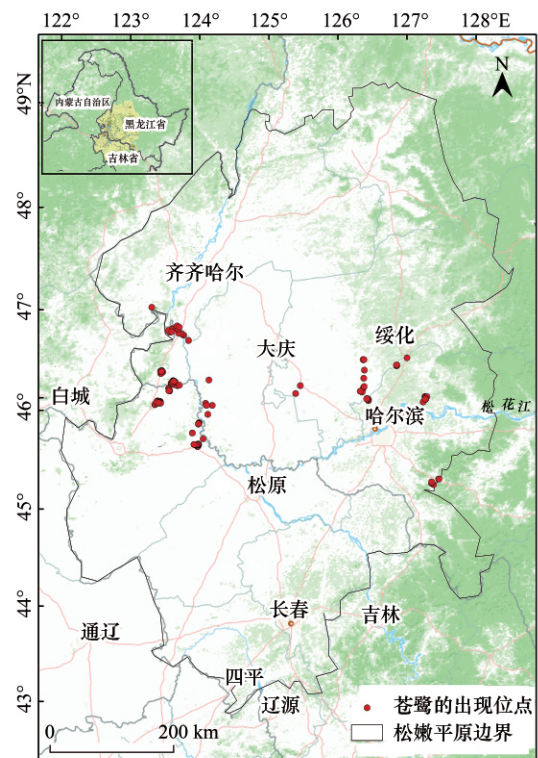 122° 123° 124° 125° 126° 127° 128°E
N
49°N
48°
47°
46°
45°
44°
43°
内蒙古自治区
黑龙江省
吉林省
齐齐哈尔
大庆
绥化
白城
哈尔滨
松花江
松原
长春
吉林
通辽
四平
辽源
苍鹭的出现位点
松嫩平原边界
0 200 km